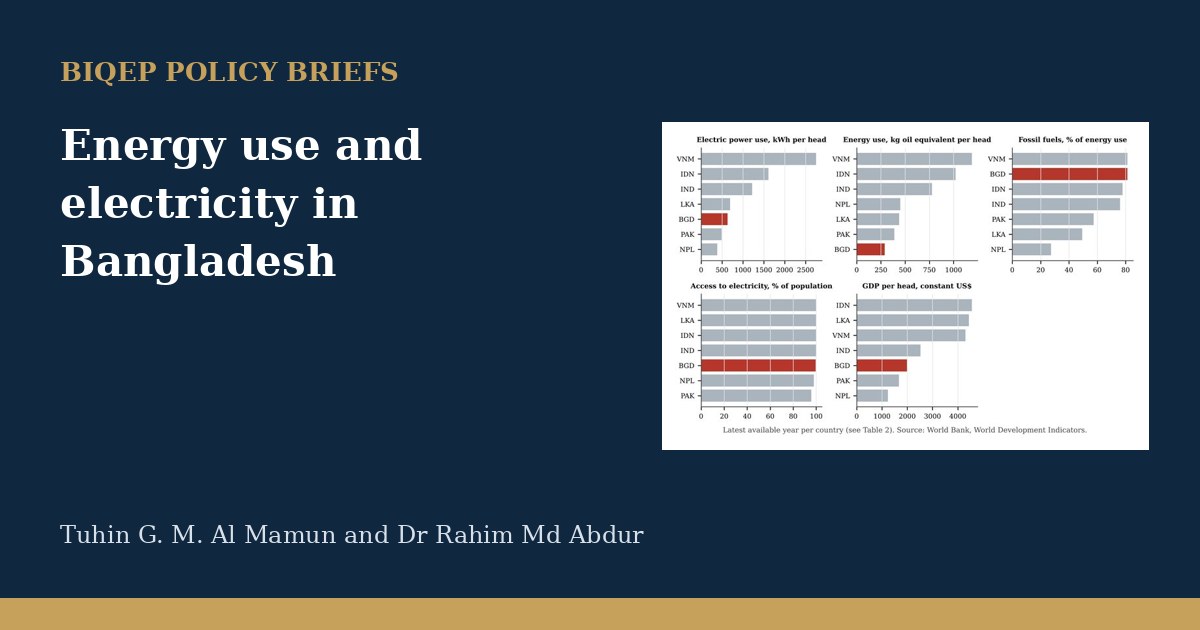 BIQEP POLICY BRIEFS
Energy use and
electricity in
Bangladesh
Electric power use, kWh per head
VNM
IDN
IND
LKA
BGD
PAK
NPL
0 500 1000 1500 2000 2500
Energy use, kg oil equivalent per head
VNM
IDN
IND
NPL
LKA
PAK
BGD
0 250 500 750 1000
Fossil fuels, % of energy use
VNM
BGD
IDN
IND
PAK
LKA
NPL
0 20 40 60 80
Access to electricity, % of population
VNM
LKA
IDN
IND
BGD
NPL
PAK
0 20 40 60 80 100
GDP per head, constant US$
IDN
LKA
VNM
IND
BGD
PAK
NPL
0 1000 2000 3000 4000
Latest available year per country (see Table 2). Source: World Bank, World Development Indicators.
Tuhin G. M. Al Mamun and Dr Rahim Md Abdur